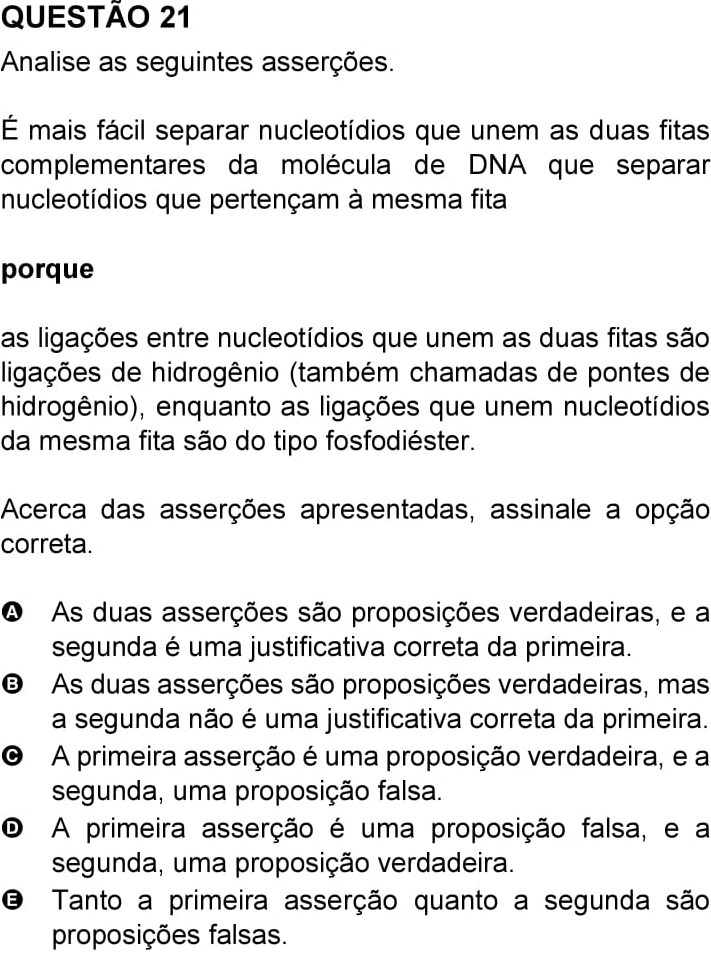 QUESTÃO 21
Analise as seguintes asserções.
É mais fácil separar nucleotídios que unem as duas fitas
complementares da molécula de DNA que separar
nucleotídios que pertençam à mesma fita
porque
as ligações entre nucleotídios que unem as duas fitas são
ligações de hidrogênio (também chamadas de pontes de
hidrogênio), enquanto as ligações que unem nucleotídios
da mesma fita são do tipo fosfodiéster.
Acerca das asserções apresentadas, assinale a opção
correta.
A As duas asserções são proposições verdadeiras, e a
segunda é uma justificativa correta da primeira.
B As duas asserções são proposições verdadeiras, mas
a segunda não é uma justificativa correta da primeira.
C A primeira asserção é uma proposição verdadeira, e a
segunda, uma proposição falsa.
D A primeira asserção é uma proposição falsa, e a
segunda, uma proposição verdadeira.
E Tanto a primeira asserção quanto a segunda são
proposições falsas.